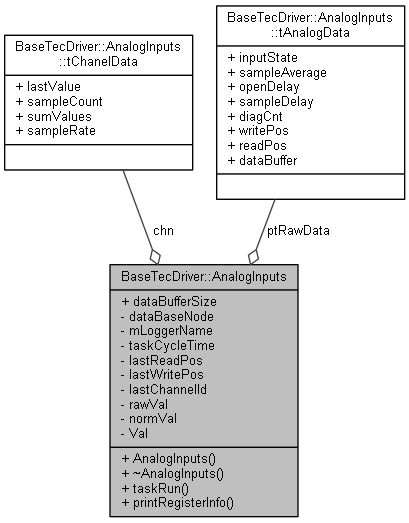 BaseTecDriver::AnalogInputs
::tChanelData
+ lastValue
+ sampleCount
+ sumValues
+ sampleRate
BaseTecDriver::AnalogInputs
::tAnalogData
+ inputState
+ sampleAverage
+ openDelay
+ sampleDelay
+ diagCnt
+ writePos
+ readPos
+ dataBuffer
chn
ptRawData
BaseTecDriver::AnalogInputs
+ dataBufferSize
- dataBaseNode
- mLoggerName
- taskCycleTime
- lastReadPos
- lastWritePos
- lastChannelId
- rawVal
- normVal
- Val
+ AnalogInputs()
+ ~AnalogInputs()
+ taskRun()
+ printRegisterInfo()